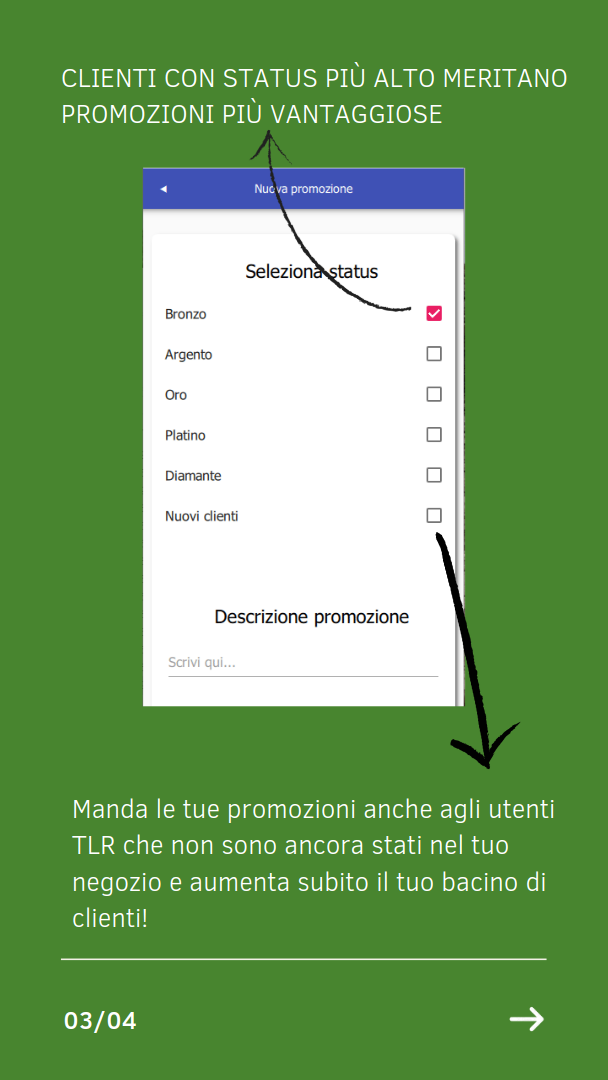 CLIENTI CON STATUS PIÙ ALTO MERITANO
PROMOZIONI PIÙ VANTAGGIOSE
Nuova promozione
Seleziona status
Bronzo
Argento
Oro
Platino
Diamante
Nuovi clienti
Descrizione promozione
Scrivi qui...
Manda le tue promozioni anche agli utenti
TLR che non sono ancora stati nel tuo
negozio e aumenta subito il tuo bacino di
clienti!
03/04